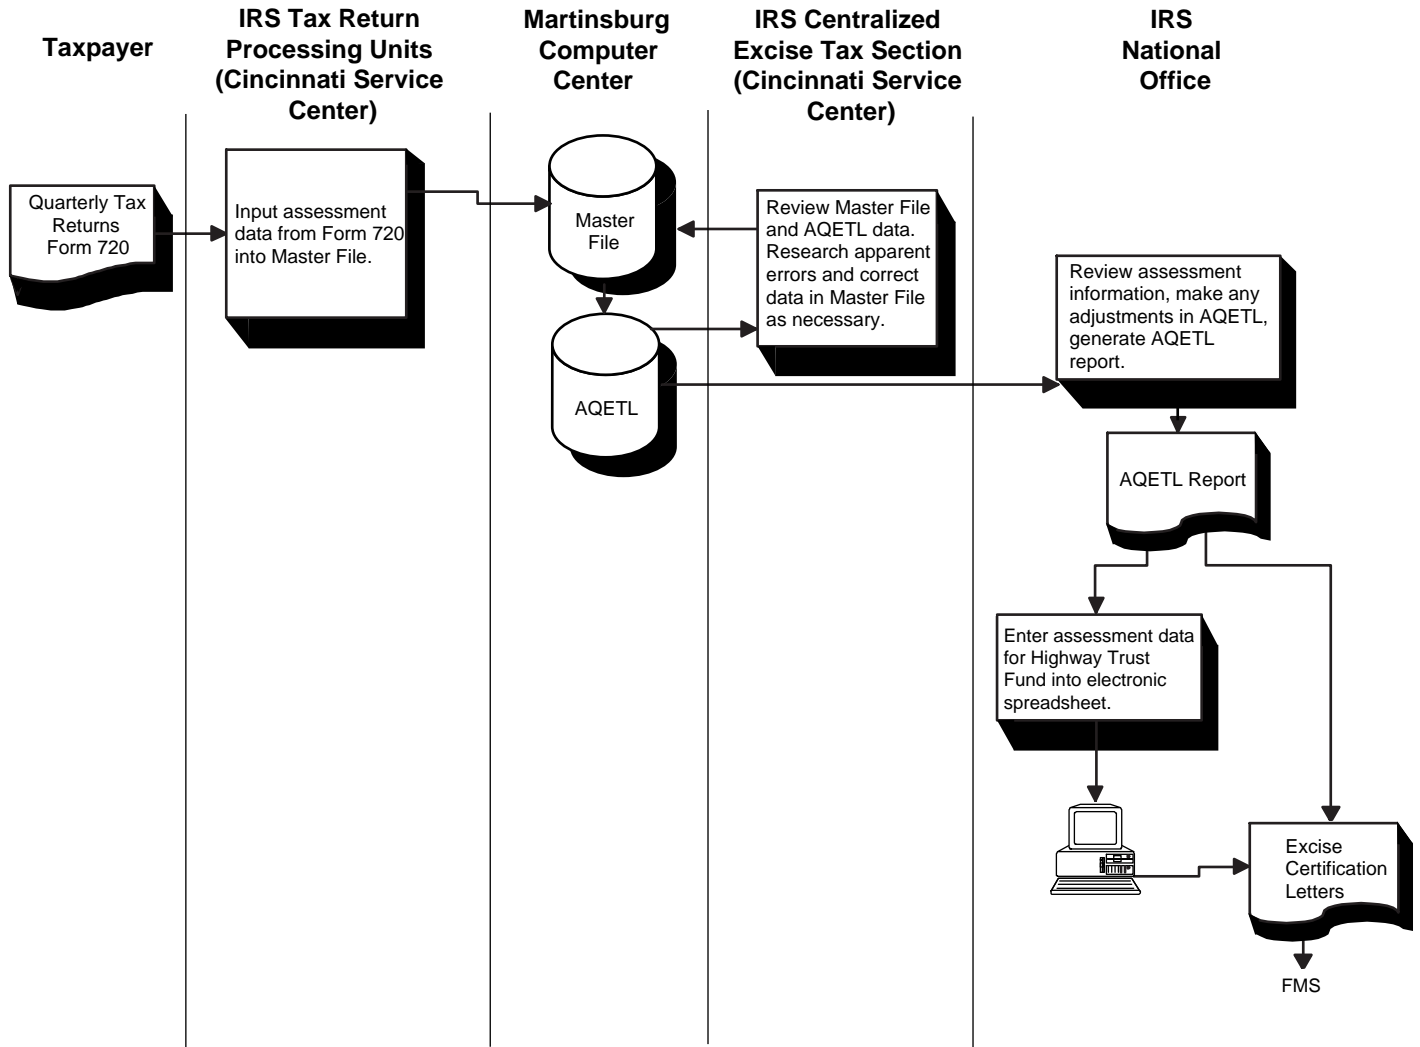 Taxpayer
IRS Tax Return
Processing Units
(Cincinnati Service
Center)
Martinsburg
Computer
Center
IRS Centralized
Excise Tax Section
(Cincinnati Service
Center)
IRS
National
Office
Quarterly Tax
Returns
Form 720
Input assessment
data from Form 720
into Master File.
Master
File
AQETL
Review Master File
and AQETL data.
Research apparent
errors and correct
data in Master File
as necessary.
Review assessment
information, make any
adjustments in AQETL,
generate AQETL
report.
AQETL Report
Enter assessment data
for Highway Trust
Fund into electronic
spreadsheet.
Excise
Certification
Letters
FMS